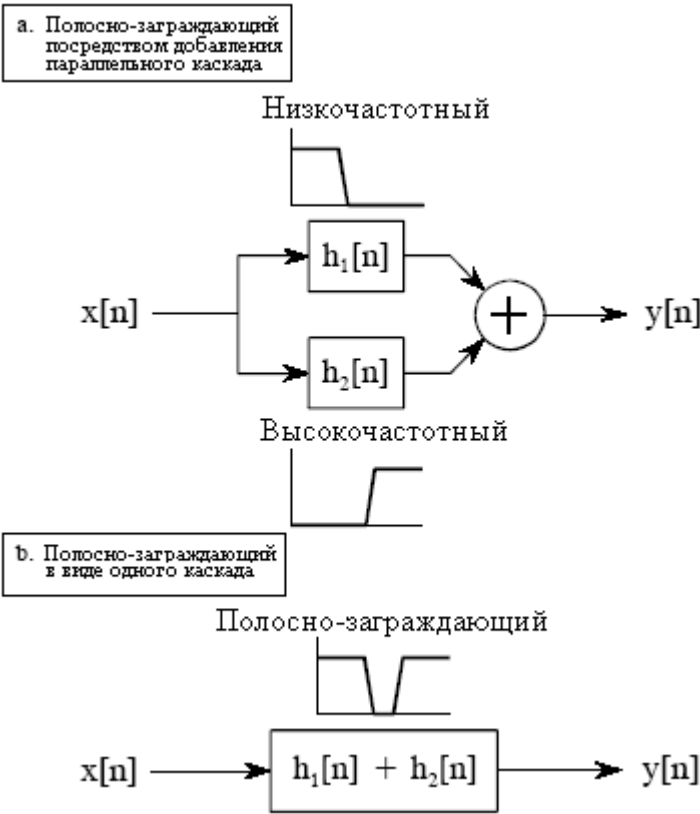 a. Полосно-заграждающий
посредством добавления
параллельного каскада
Низкочастотный
h₁[n]
x[n]
y[n]
h₂[n]
Высокочастотный
b. Полосно-заграждающий
в виде одного каскада
Полосно-заграждающий
x[n]
h₁[n] + h₂[n]
y[n]